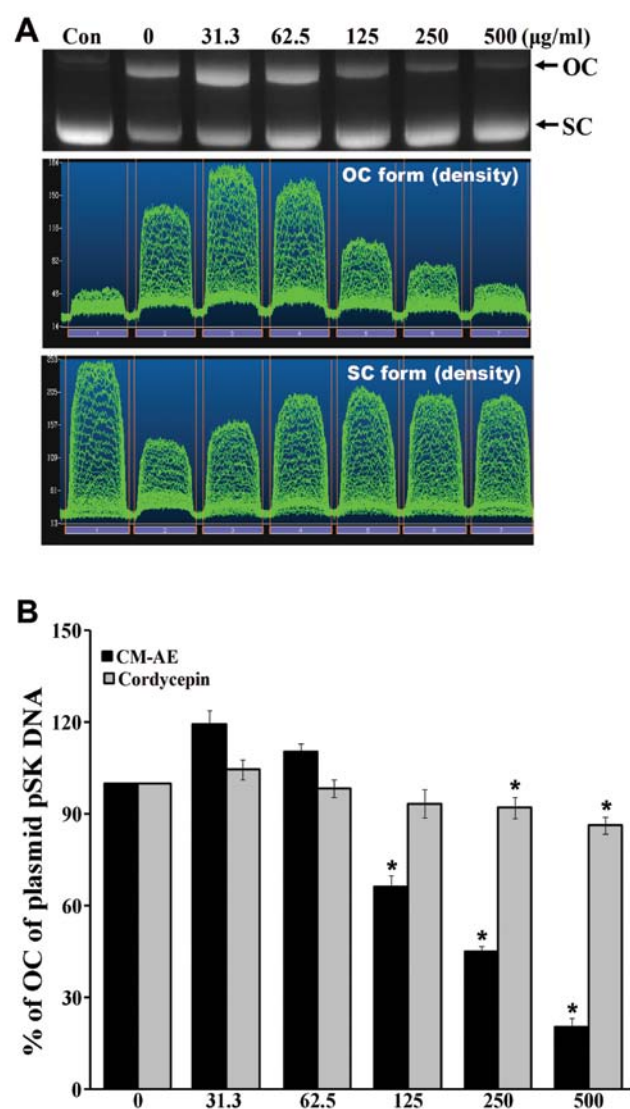 A
Con 0 31.3 62.5 125 250 500 (µg/ml)
OC
SC
OC form (density)
SC form (density)
B
150
120
90
60
30
0
% of OC of plasmid pSK DNA
CM-AE
Cordycepin
*
*
*
*
*
0 31.3 62.5 125 250 500